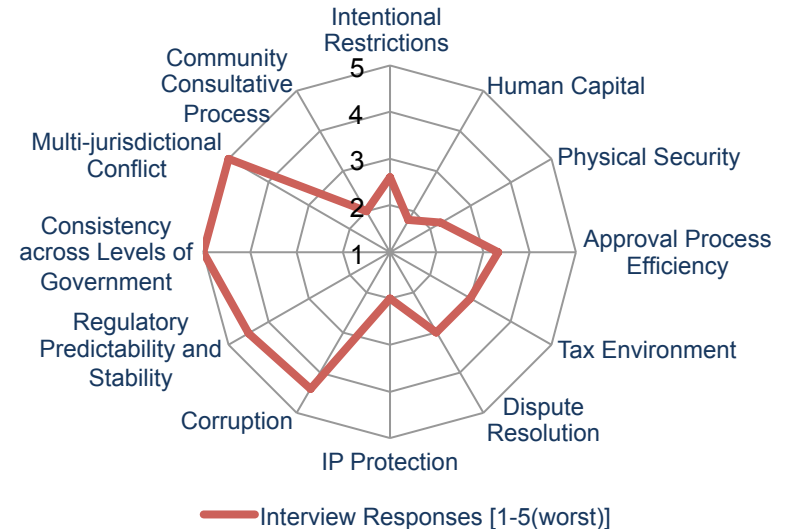 Intentional
Restrictions
Human Capital
Physical Security
Approval Process
Efficiency
Tax Environment
Dispute
Resolution
IP Protection
Corruption
Regulatory
Predictability and
Stability
Consistency
across Levels of
Government
Multi-jurisdictional
Conflict
Community
Consultative
Process
5
4
3
2
1
Interview Responses [1-5(worst)]